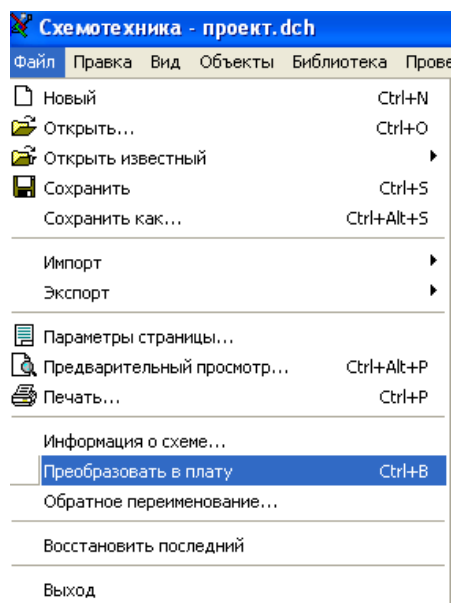 Схемотехника - проект.dch
Файл Правка Вид Объекты Библиотека Прове
Новый Ctrl+N
Открыть... Ctrl+O
Открыть известный
Сохранить Ctrl+S
Сохранить как... Ctrl+Alt+S
Импорт
Экспорт
Параметры страницы...
Предварительный просмотр... Ctrl+Alt+P
Печать... Ctrl+P
Информация о схеме...
Преобразовать в плату Ctrl+B
Обратное переименование...
Восстановить последний
Выход